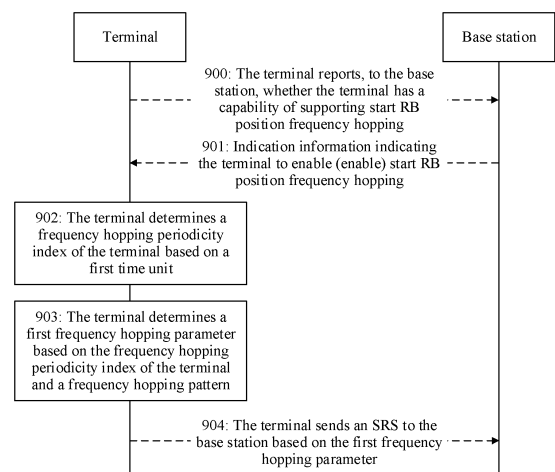 Terminal
Base station
900: The terminal reports, to the base
station, whether the terminal has a
capability of supporting start RB
position frequency hopping
901: Indication information indicating
the terminal to enable (enable) start RB
position frequency hopping
902: The terminal determines a
frequency hopping periodicity
index of the terminal based on a
first time unit
903: The terminal determines a
first frequency hopping parameter
based on the frequency hopping
periodicity index of the terminal
and a frequency hopping pattern
904: The terminal sends an SRS to the
base station based on the first frequency
hopping parameter